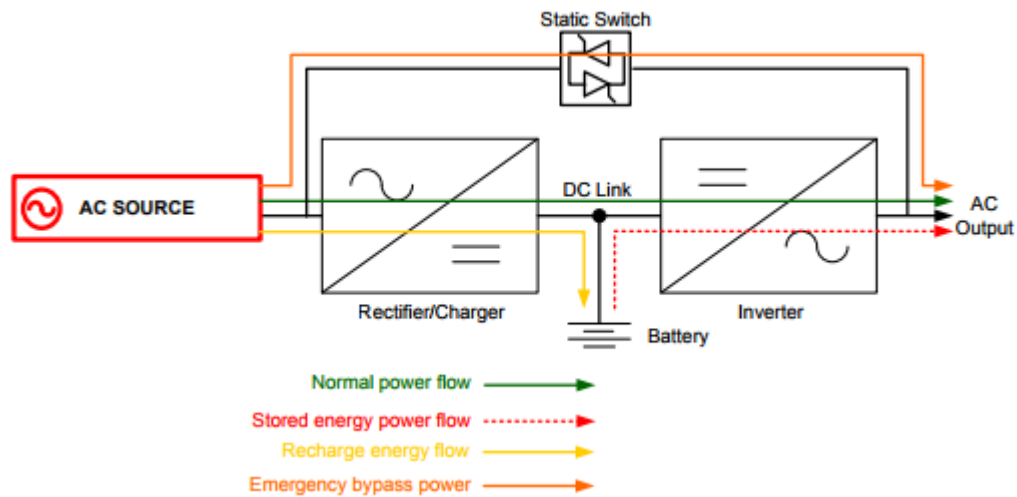 Static Switch
AC SOURCE
DC Link
AC
Output
Rectifier/Charger
Inverter
Battery
Normal power flow
Stored energy power flow
Recharge energy flow
Emergency bypass power